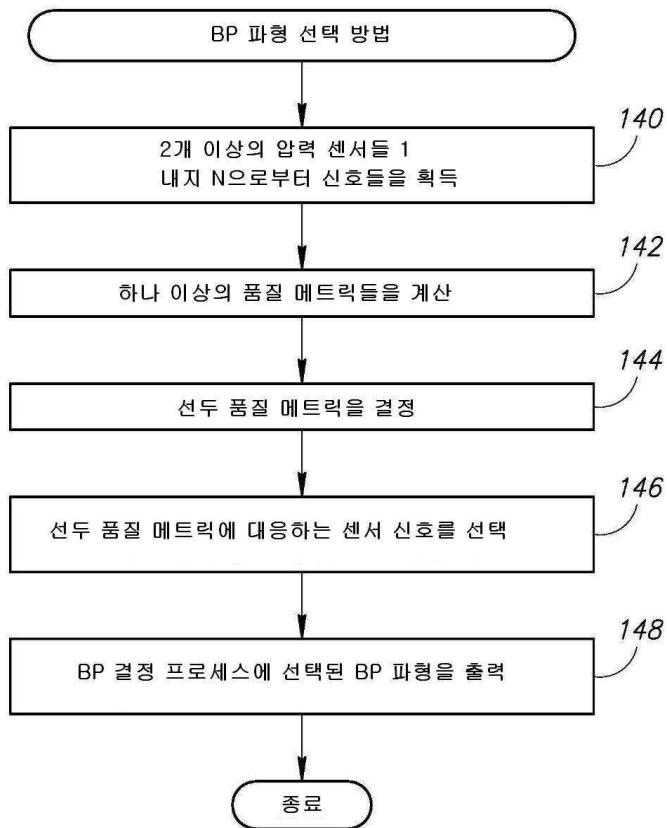 BP 파형 선택 방법
140
2개 이상의 압력 센서들 1
내지 N으로부터 신호들을 획득
142
하나 이상의 품질 메트릭들을 계산
144
선두 품질 메트릭을 결정
146
선두 품질 메트릭에 대응하는 센서 신호를 선택
148
BP 결정 프로세스에 선택된 BP 파형을 출력
종료